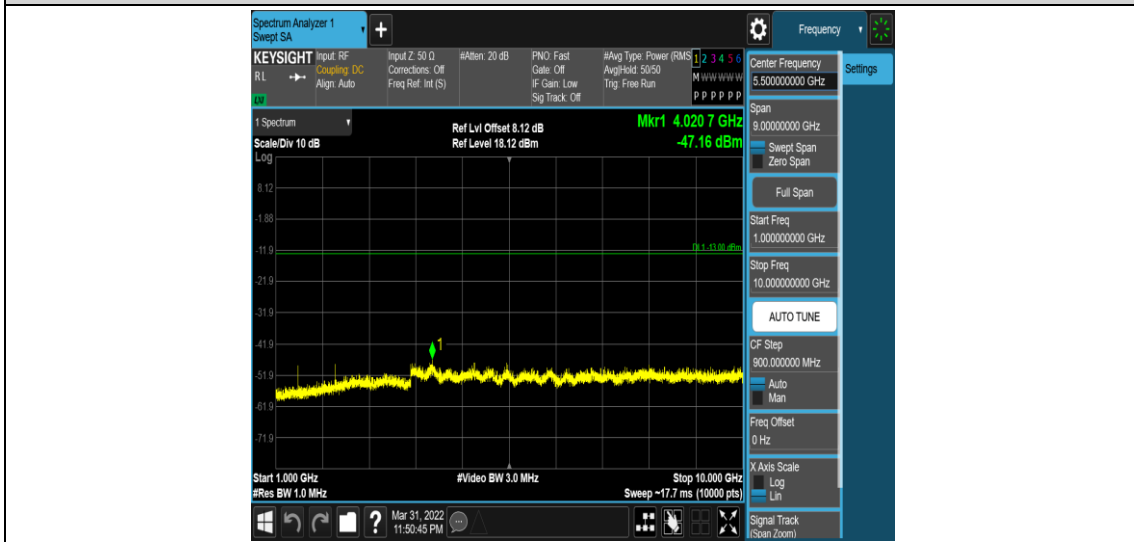 Spectrum Analyzer 1
Swept SA
+
Frequency
KEYSIGHT
RL
Input: RF
Coupling: DC
Align: Auto
Input Z: 50 Ω
Corrections: Off
Freq Ref: Int (S)
#Atten: 20 dB
PNO: Fast
Gate: Off
IF Gain: Low
Sig Track: Off
#Avg Type: Power (RMS
Avg|Hold: 50/50
Trig: Free Run
1 2 3 4 5 6
M W W W W W
P P P P P P
LXI
1 Spectrum
Scale/Div 10 dB
Ref Lvl Offset 8.12 dB
Ref Level 18.12 dBm
Mkr1 4.020 7 GHz
-47.16 dBm
Log
8.12
-1.88
-11.9
DL1 -13.00 dBm
-21.9
-31.9
-41.9
1
-51.9
-61.9
-71.9
Start 1.000 GHz
#Res BW 1.0 MHz
#Video BW 3.0 MHz
Stop 10.000 GHz
Sweep ~17.7 ms (10000 pts)
?
Mar 31, 2022
11:50:45 PM
Center Frequency
5.500000000 GHz
Settings
Span
9.00000000 GHz
Swept Span
Zero Span
Full Span
Start Freq
1.000000000 GHz
Stop Freq
10.000000000 GHz
AUTO TUNE
CF Step
900.000000 MHz
Auto
Man
Freq Offset
0 Hz
X Axis Scale
Log
Lin
Signal Track
(Span Zoom)